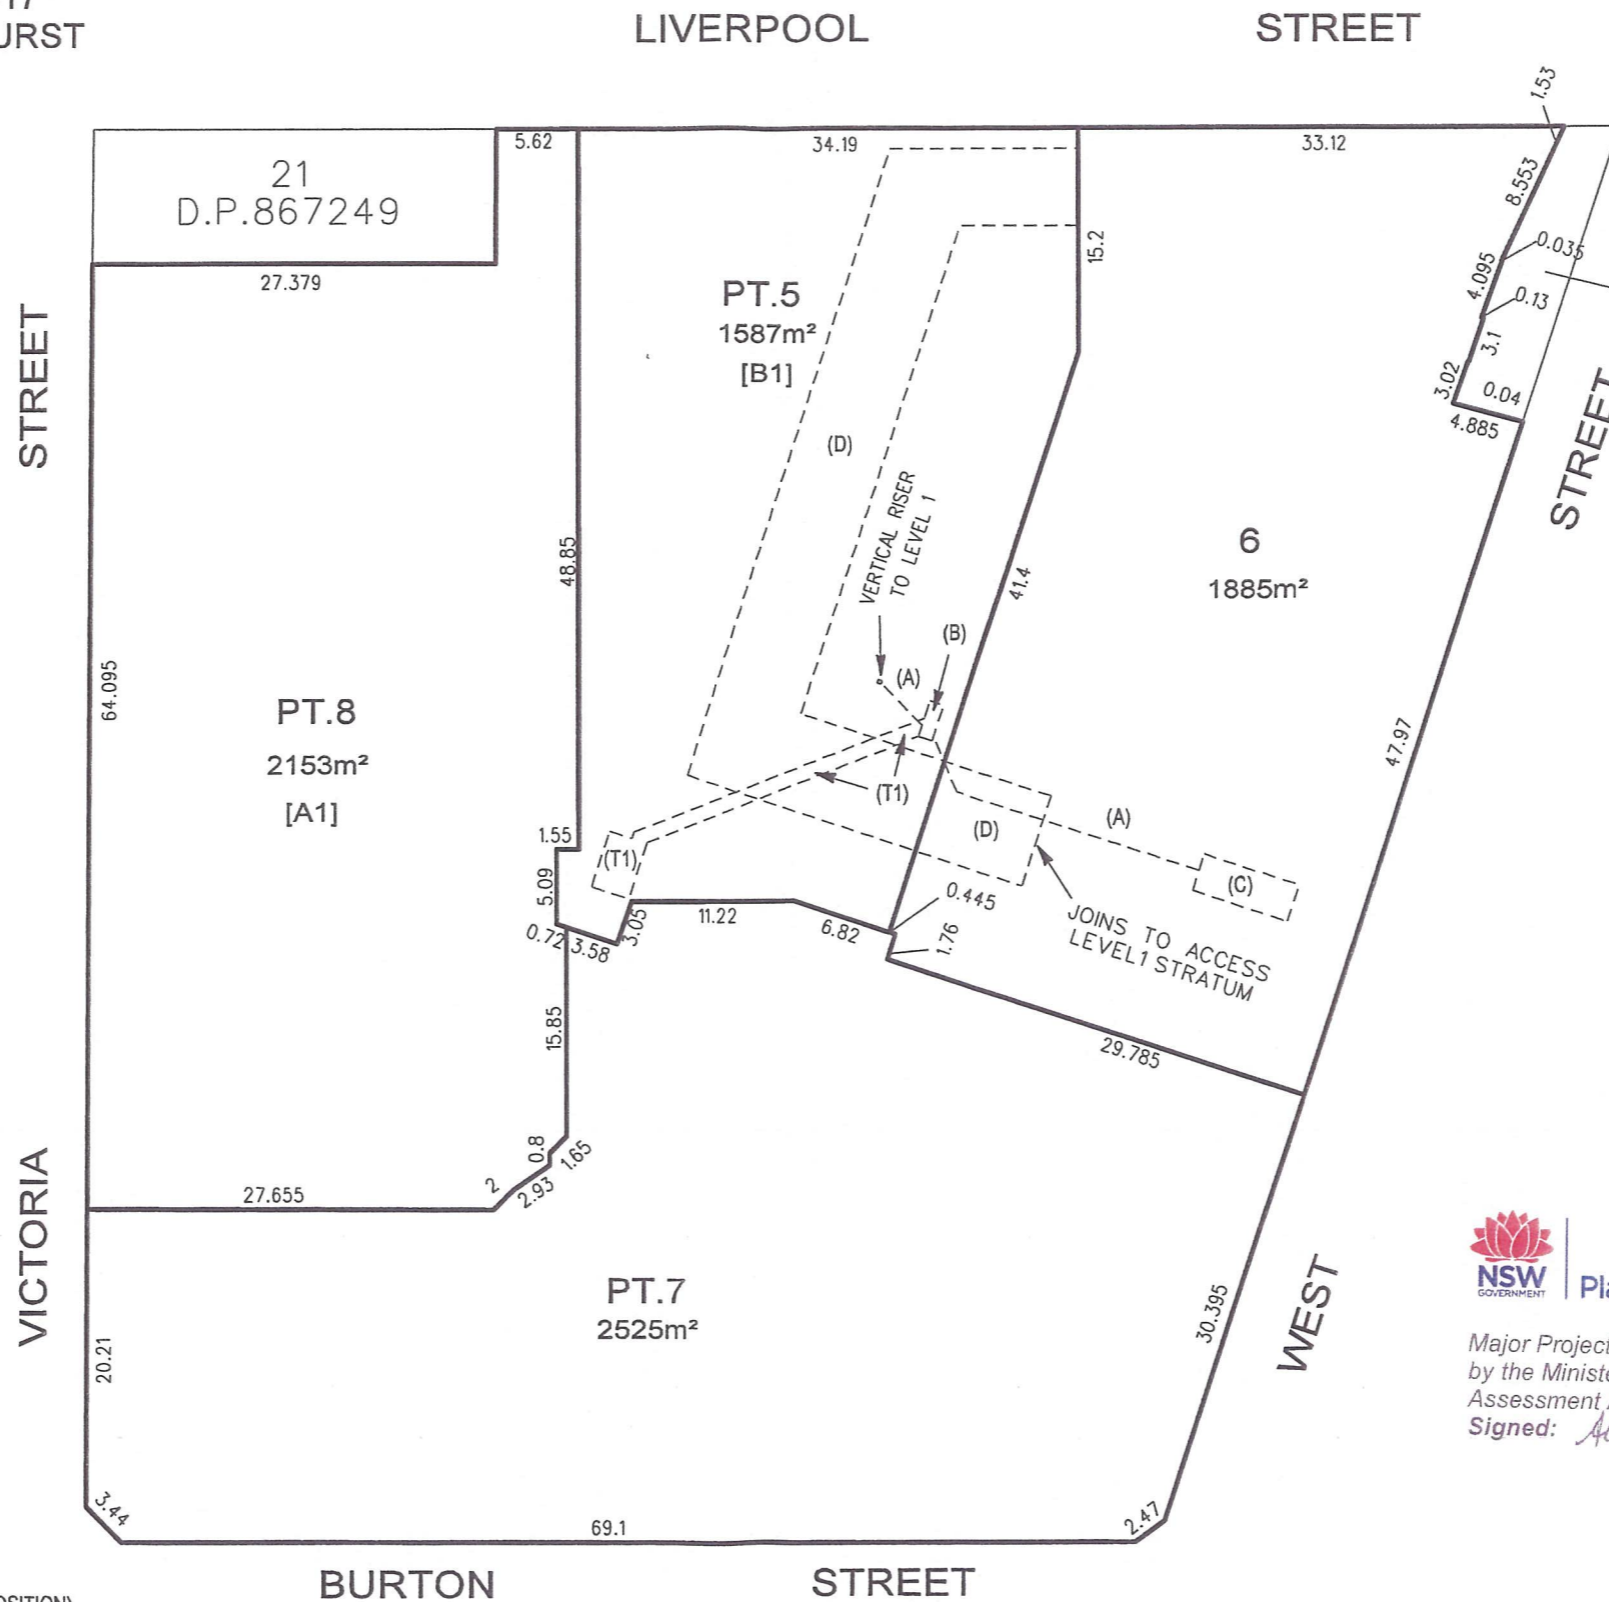 17
URST
LIVERPOOL STREET
1.53
5.62
34.19
33.12
21
D.P.867249
8.553
27.379
15.2
0.035
4.095
0.13
PT.5
1587m²
[B1]
3.1
3.02
0.04
4.885
STREET
STREET
(D)
VERTICAL RISER
TO LEVEL 1
48.85
41.4
6
1885m²
(B)
(A)
64.095
PT.8
2153m²
[A1]
47.97
(T1)
(A)
(D)
1.55
(T1)
5.09
(C)
0.445
11.22
3.05
6.82
1.76
0.72
3.58
JOINS TO ACCESS
LEVEL1 STRATUM
15.85
29.785
0.8
1.65
2
2.93
27.655
VICTORIA
PT.7
2525m²
30.395
WEST
20.21
NSW
GOVERNMENT
Major Project
by the Ministe
Assessment
Signed:
3.44
69.1
2.47
BURTON STREET